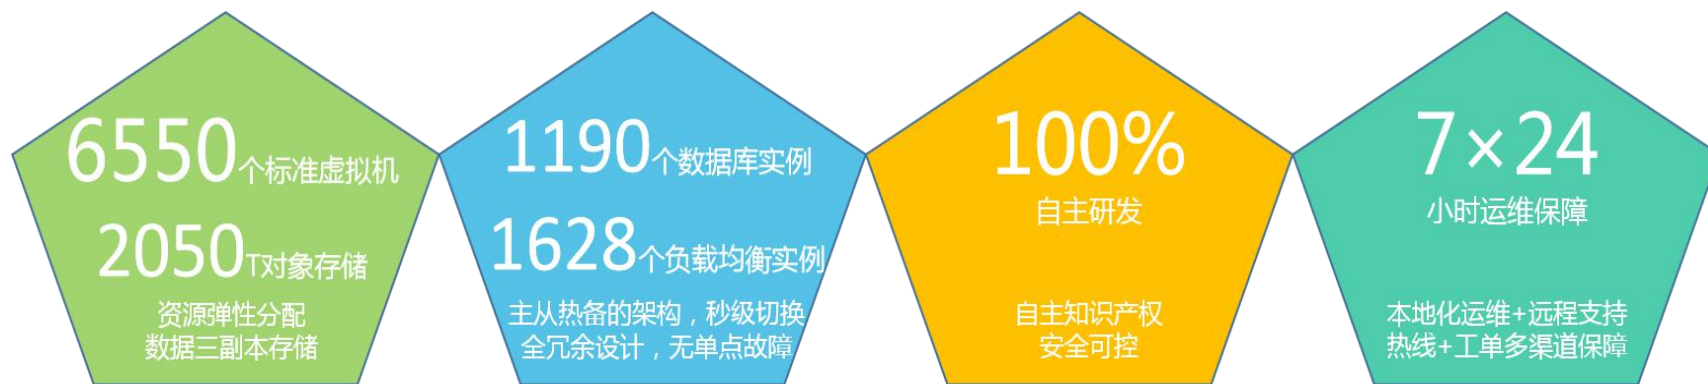 6550个标准虚拟机
2050T对象存储
资源弹性分配
数据三副本存储
1190个数据库实例
1628个负载均衡实例
主从热备的架构，秒级切换
全冗余设计，无单点故障
100%
自主研发
自主知识产权
安全可控
7×24
小时运维保障
本地化运维+远程支持
热线+工单多渠道保障